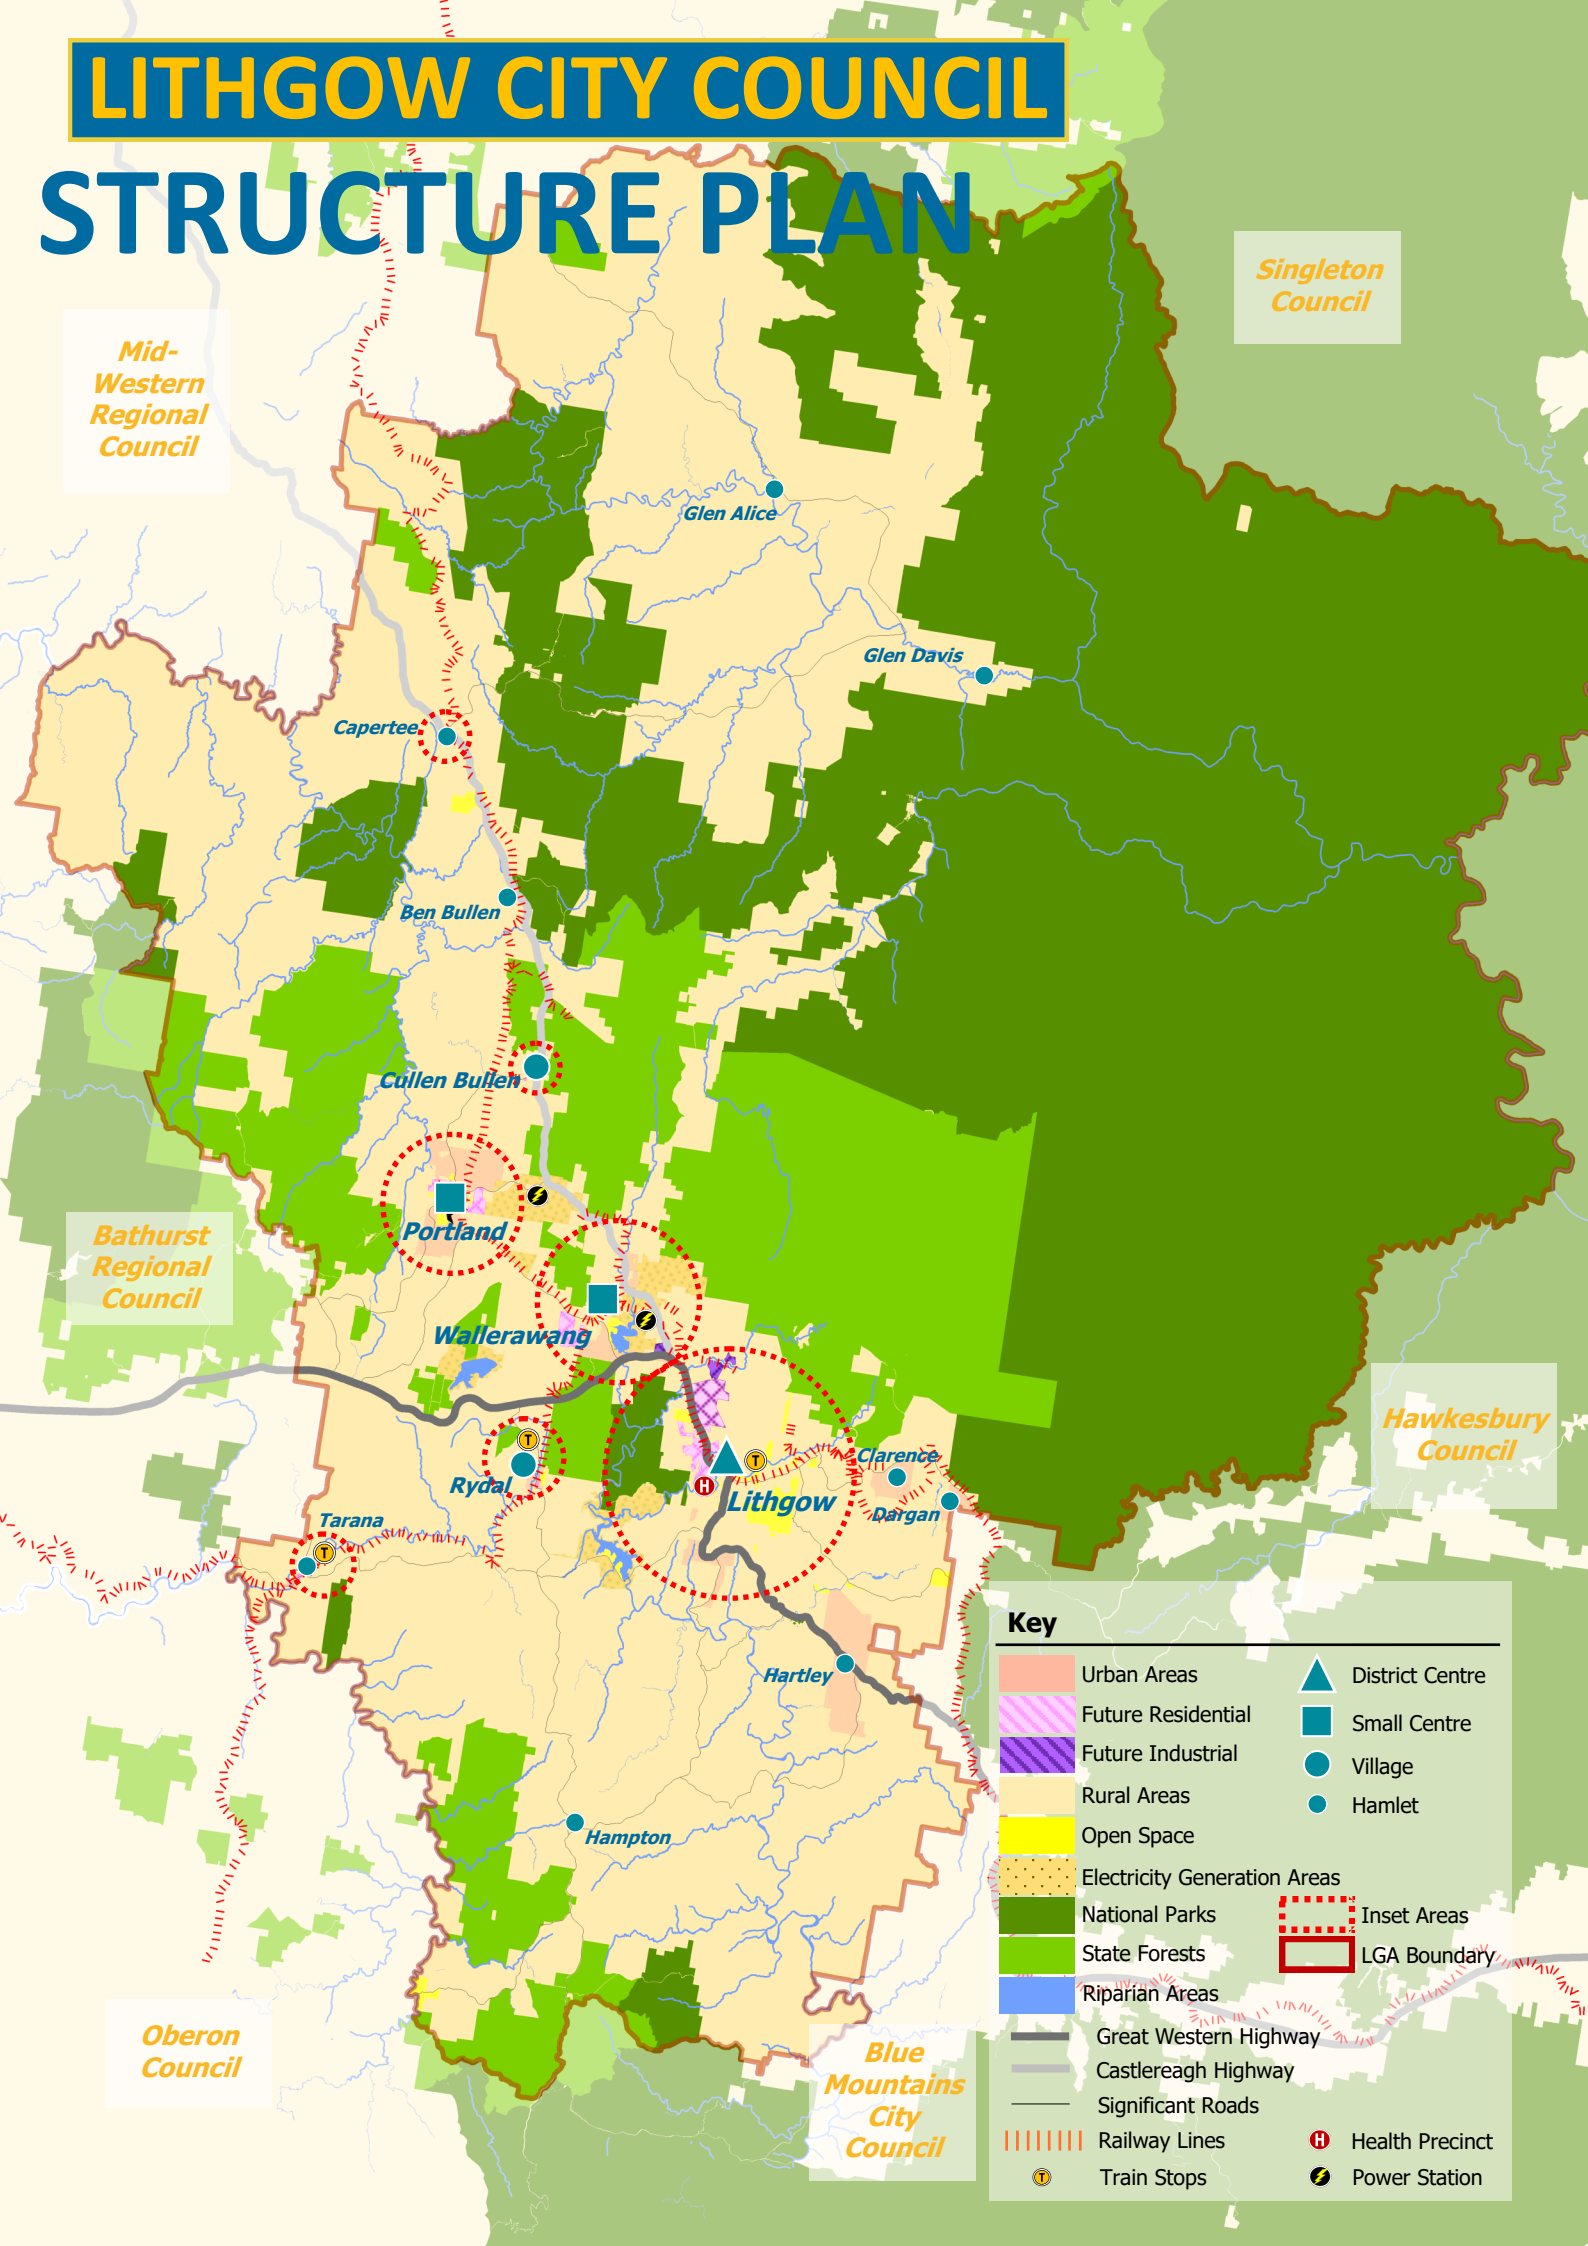 LITHGOW CITY COUNCIL
STRUCTURE PLAN
Singleton
Council
Mid-
Western
Regional
Council
Glen Alice
Glen Davis
Capertee
Ben Bullen
Cullen Bullen
Portland
Bathurst
Regional
Council
Wallerawang
Hawkesbury
Council
T
Clarence
T
Rydal
H
Lithgow
Dargan
Tarana
T
Hartley
Hampton
Oberon
Council
Blue
Mountains
City
Council
Key
Urban Areas
District Centre
Future Residential
Small Centre
Future Industrial
Village
Rural Areas
Hamlet
Open Space
Electricity Generation Areas
National Parks
Inset Areas
State Forests
LGA Boundary
Riparian Areas
Great Western Highway
Castlereagh Highway
Significant Roads
Railway Lines
H Health Precinct
T Train Stops
Power Station